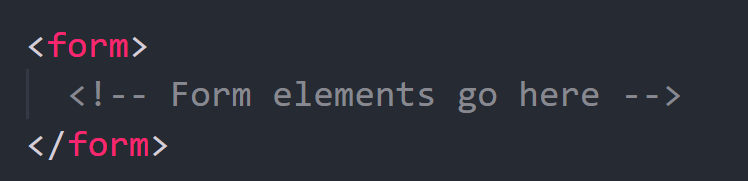 <form>
<!-- Form elements go here -->
</form>